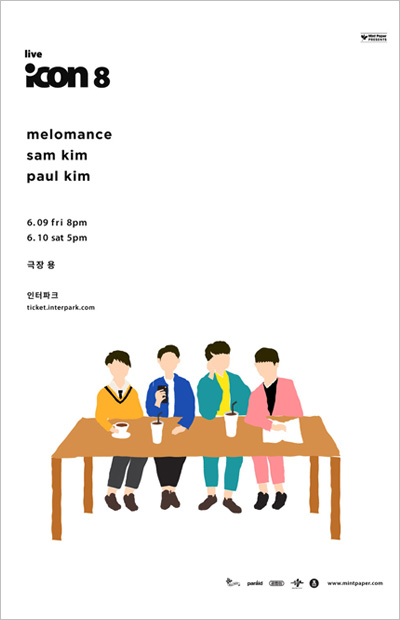 Mint Paper
PRESENTS
live
icon 8
melomance
sam kim
paul kim
6.09 fri 8pm
6.10 sat 5pm
극장 용
인터파크
ticket.interpark.com
www.mintpaper.com